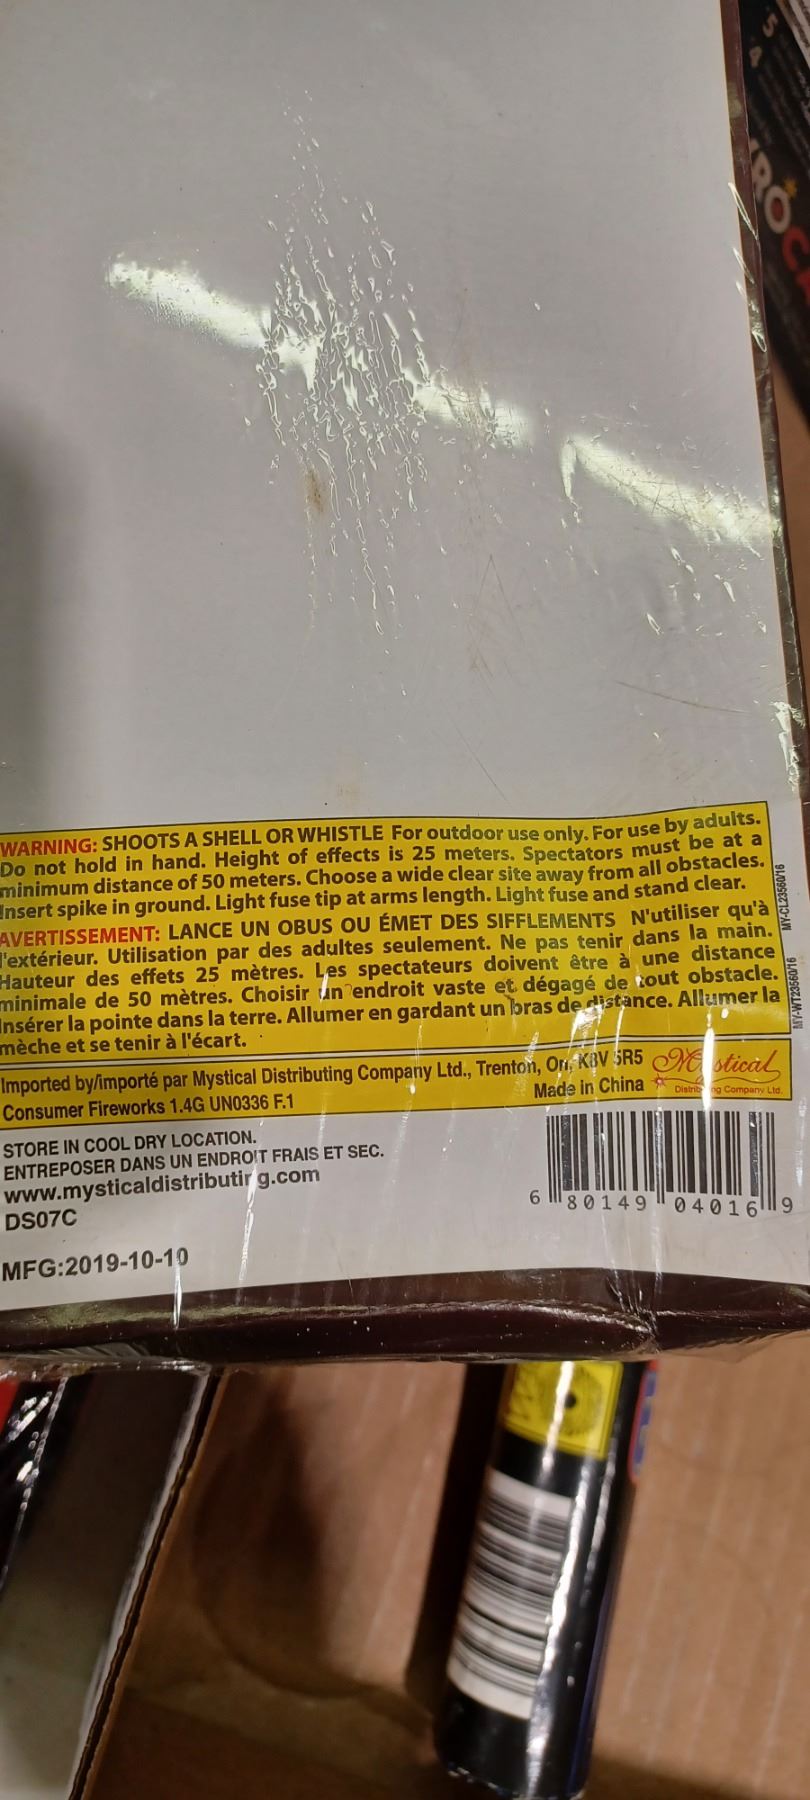 WARNING: SHOOTS A SHELL OR WHISTLE For outdoor use only. For use by adults.
Do not hold in hand. Height of effects is 25 meters. Spectators must be at a
minimum distance of 50 meters. Choose a wide clear site away from all obstacles.
Insert spike in ground. Light fuse tip at arms length. Light fuse and stand clear.
AVERTISSEMENT: LANCE UN OBUS OU ÉMET DES SIFFLEMENTS N'utiliser qu'à
l'extérieur. Utilisation par des adultes seulement. Ne pas tenir dans la main.
Hauteur des effets 25 mètres. Les spectateurs doivent être à une distance
minimale de 50 mètres. Choisir un endroit vaste et dégagé de tout obstacle.
Insérer la pointe dans la terre. Allumer en gardant un bras de distance. Allumer la
mèche et se tenir à l'écart.
MY-CL23560/16
MY-WT23560/16
Imported by/importé par Mystical Distributing Company Ltd., Trenton, On, K8V 5R5
Made in China
Consumer Fireworks 1.4G UN0336 F.1
Mystical
Distributing Company Ltd.
STORE IN COOL DRY LOCATION.
ENTREPOSER DANS UN ENDROIT FRAIS ET SEC.
www.mysticaldistributing.com
DS07C
6 80149 04016 9
MFG:2019-10-10